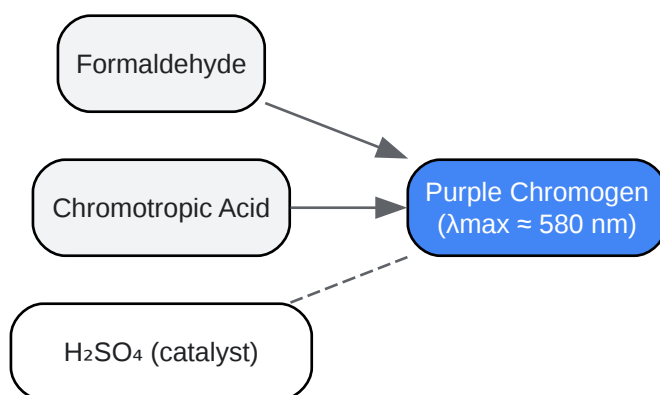 Formaldehyde
Chromotropic Acid
Purple Chromogen
(λmax ≈ 580 nm)
H₂SO₄ (catalyst)